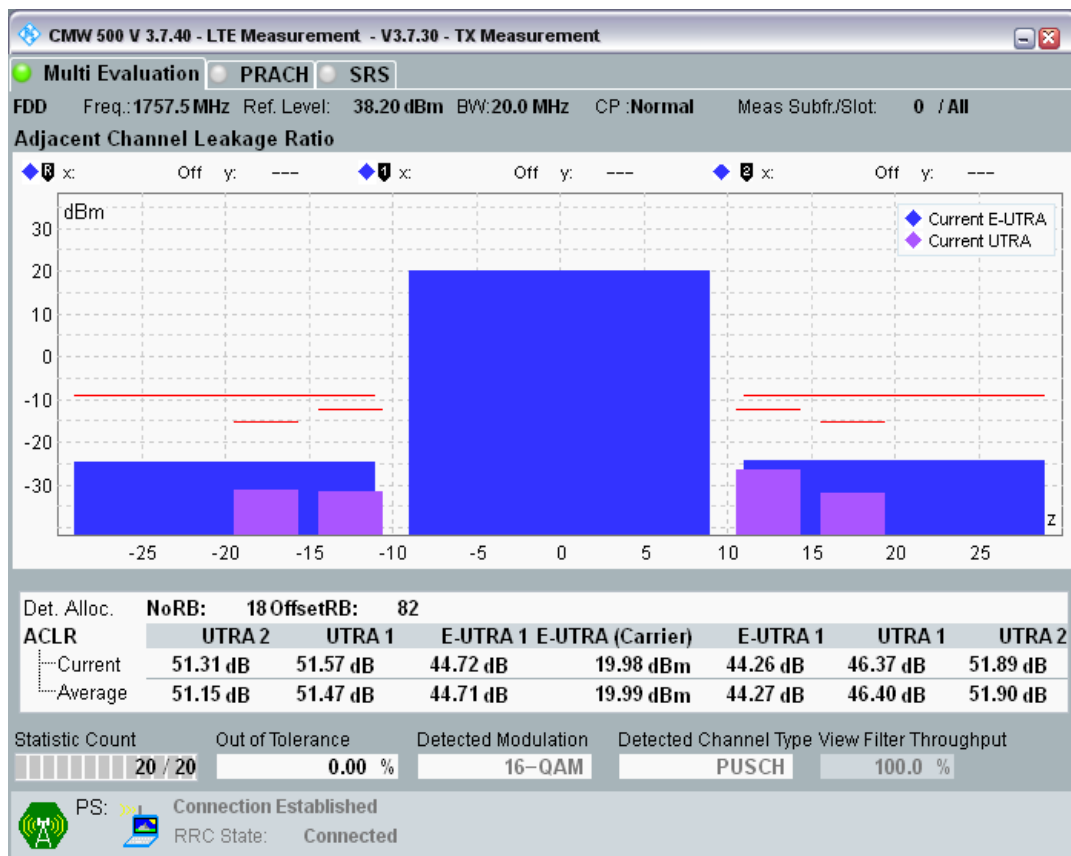 CMW 500 V 3.7.40 - LTE Measurement - V3.7.30 - TX Measurement
Multi Evaluation PRACH SRS
FDD Freq.:1757.5 MHz Ref. Level: 38.20 dBm BW:20.0 MHz CP :Normal Meas Subfr./Slot: 0 / All
Adjacent Channel Leakage Ratio
R x: Off y: --- 1 x: Off y: --- 2 x: Off y: ---
dBm
Current E-UTRA
Current UTRA
30
20
10
0
-10
-20
-30
z
-25 -20 -15 -10 -5 0 5 10 15 20 25
Det. Alloc. NoRB: 18 OffsetRB: 82
ACLR UTRA 2 UTRA 1 E-UTRA 1 E-UTRA (Carrier) E-UTRA 1 UTRA 1 UTRA 2
Current 51.31 dB 51.57 dB 44.72 dB 19.98 dBm 44.26 dB 46.37 dB 51.89 dB
Average 51.15 dB 51.47 dB 44.71 dB 19.99 dBm 44.27 dB 46.40 dB 51.90 dB
Statistic Count Out of Tolerance Detected Modulation Detected Channel Type View Filter Throughput
20 / 20 0.00 % 16-QAM PUSCH 100.0 %
PS: Connection Established
RRC State: Connected